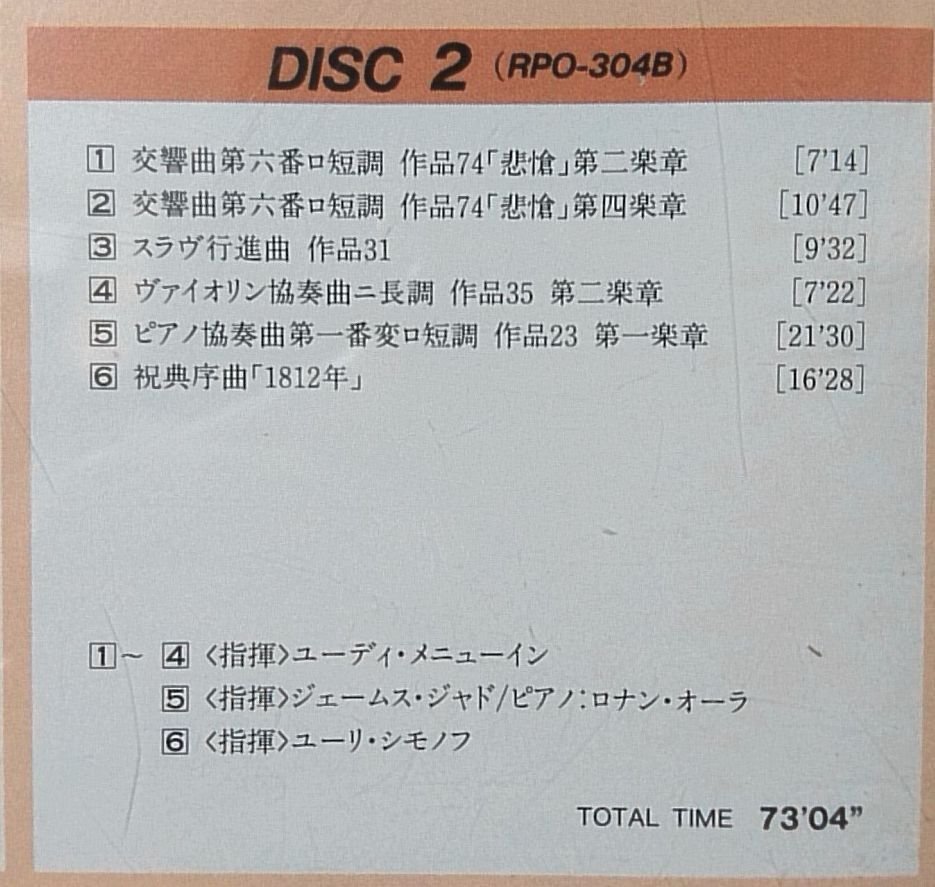 DISC 2 (RPO-304B)
1 交響曲第六番ロ短調 作品74「悲愴」第二楽章 [7'14]
2 交響曲第六番ロ短調 作品74「悲愴」第四楽章 [10'47]
3 スラヴ行進曲 作品31 [9'32]
4 ヴァイオリン協奏曲ニ長調 作品35 第二楽章 [7'22]
5 ピアノ協奏曲第一番変ロ短調 作品23 第一楽章 [21'30]
6 祝典序曲「1812年」 [16'28]
1~4〈指揮〉ユーディ・メニューイン
5〈指揮〉ジェームス・ジャド/ピアノ:ロナン・オーラ
6〈指揮〉ユーリ・シモノフ
TOTAL TIME 73'04"